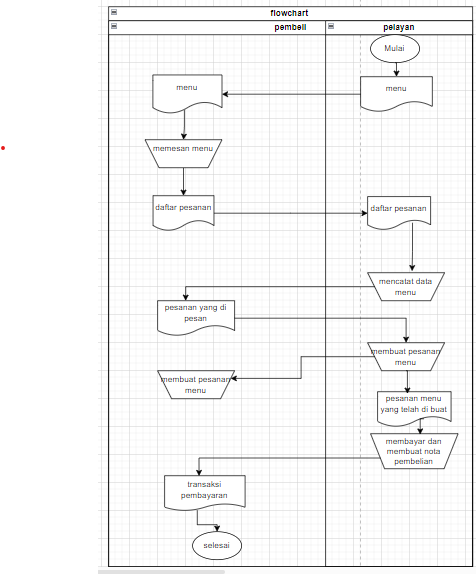 flowchart
pembeli
pelayan
Mulai
menu
menu
memesan menu
daftar pesanan
daftar pesanan
mencatat data
menu
pesanan yang di
pesan
membuat pesanan
menu
membuat pesanan
menu
pesanan menu
yang telah di buat
membayar dan
membuat nota
pembelian
transaksi
pembayaran
selesai